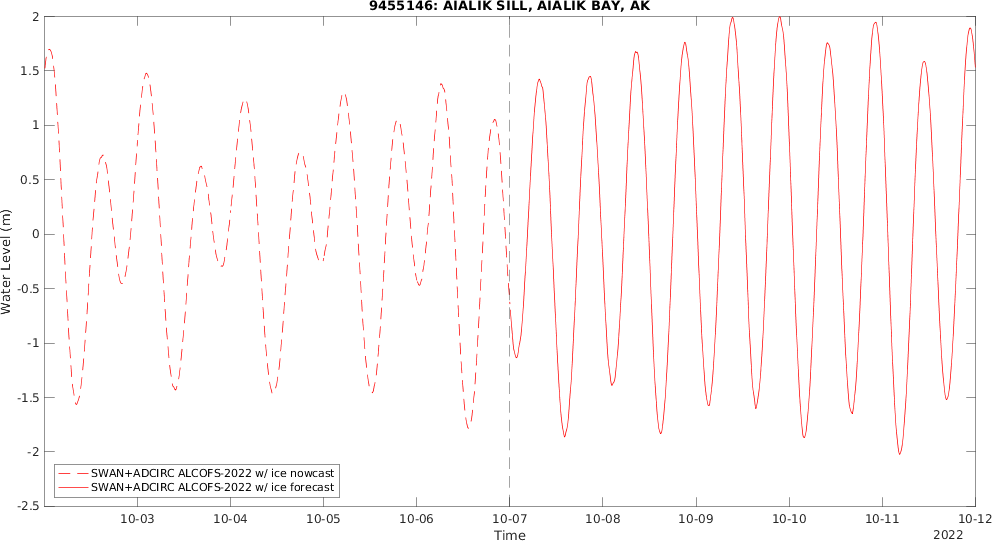 9455146: AIALIK SILL, AIALIK BAY, AK
2
1.5
1
0.5
0
-0.5
-1
-1.5
-2
-2.5
Water Level (m)
SWAN+ADCIRC ALCOFS-2022 w/ ice nowcast
SWAN+ADCIRC ALCOFS-2022 w/ ice forecast
10-03 10-04 10-05 10-06 10-07 10-08 10-09 10-10 10-11 10-12
Time
2022